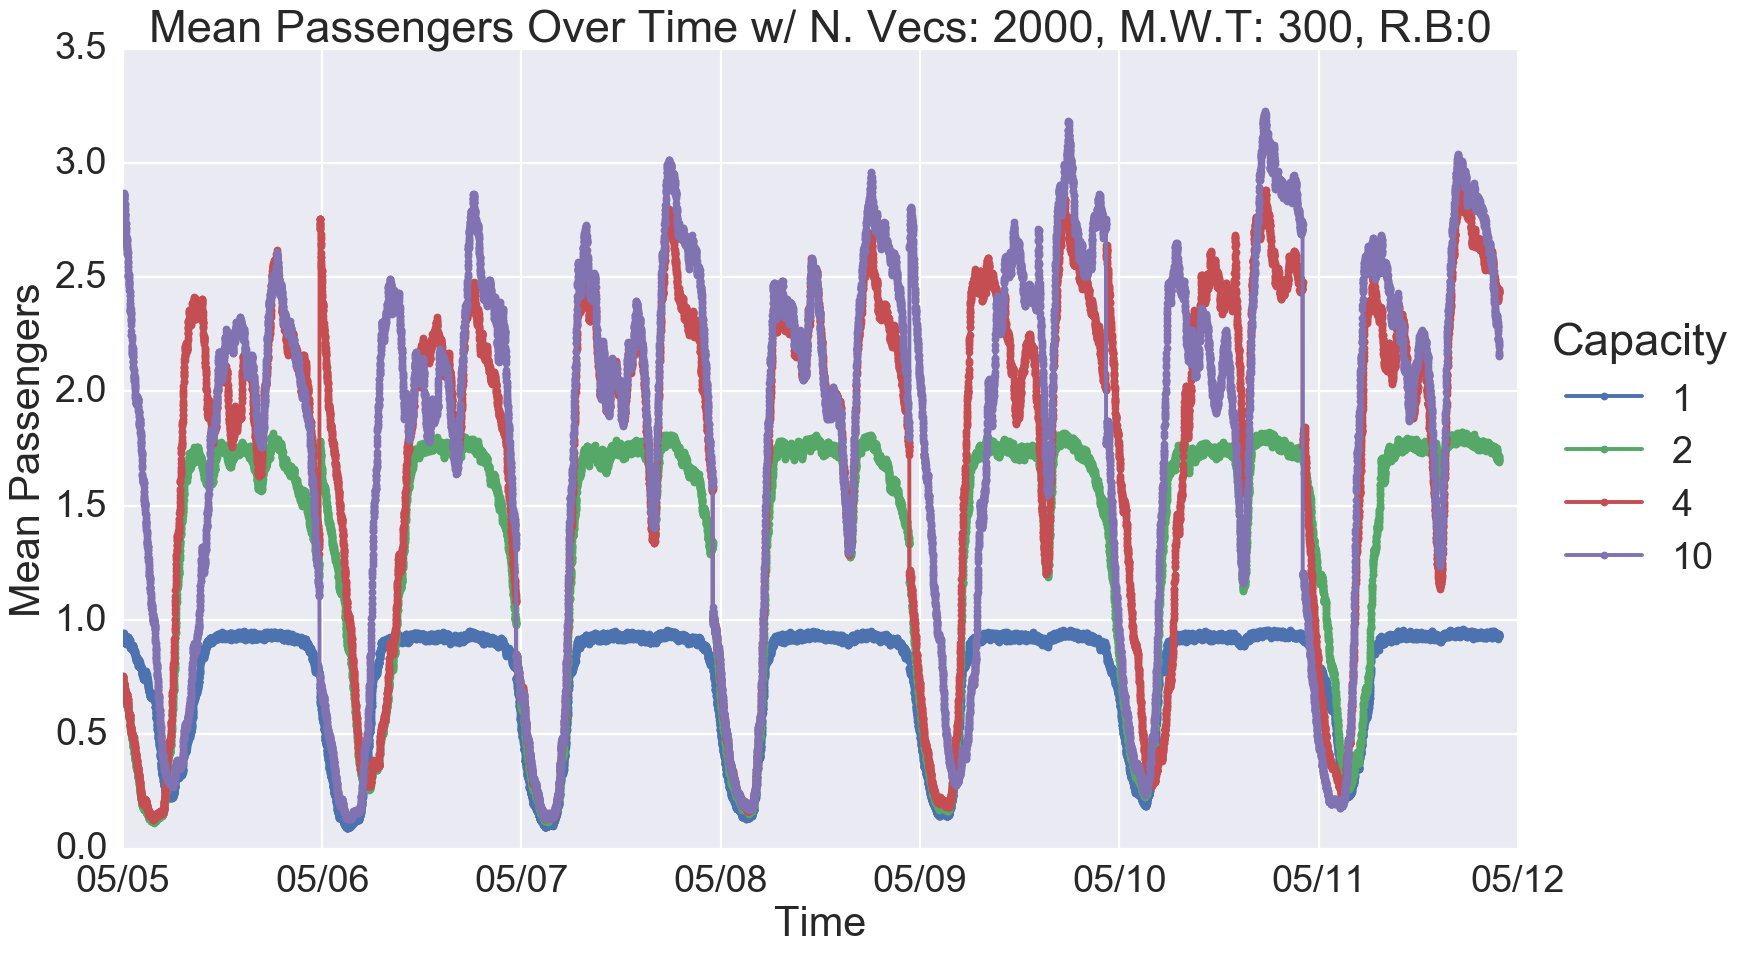 Mean Passengers Over Time w/ N. Vecs: 2000, M.W.T: 300, R.B:0
3.5
3.0
2.5
2.0
1.5
1.0
0.5
0.0
Mean Passengers
05/05 05/06 05/07 05/08 05/09 05/10 05/11 05/12
Time
Capacity
1
2
4
10